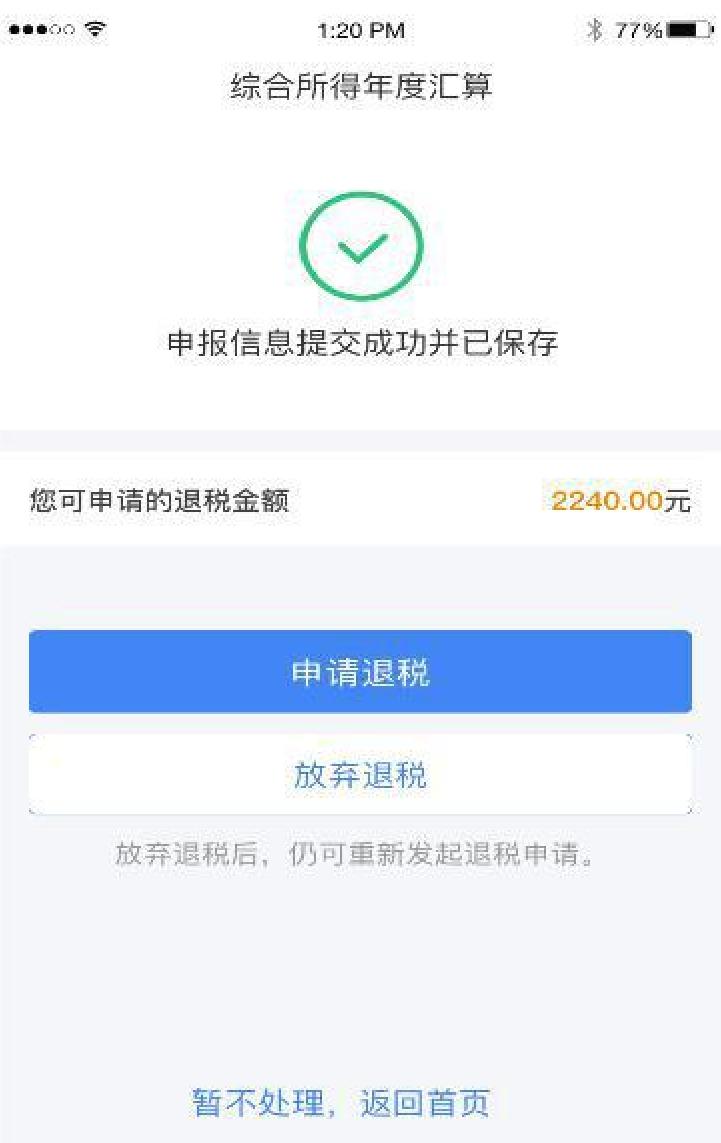 1:20 PM 77%
综合所得年度汇算
申报信息提交成功并已保存
您可申请的退税金额 2240.00元
申请退税
放弃退税
放弃退税后，仍可重新发起退税申请。
暂不处理，返回首页